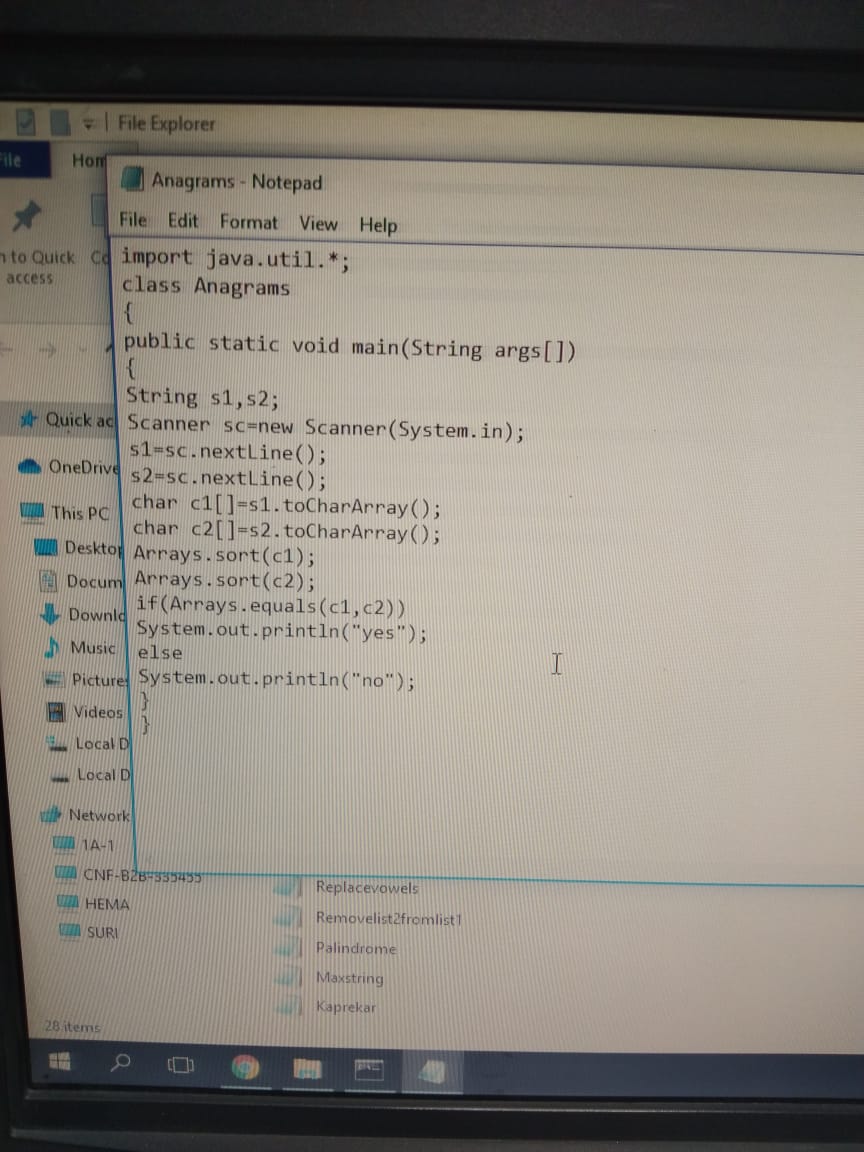 File Explorer
File
Hom
to Quick
access
Anagrams - Notepad
File Edit Format View Help
import java.util.*;
class Anagrams
{
public static void main(String args[])
{
String s1,s2;
Scanner sc=new Scanner(System.in);
s1=sc.nextLine();
s2=sc.nextLine();
char c1[]=s1.toCharArray();
char c2[]=s2.toCharArray();
Arrays.sort(c1);
Arrays.sort(c2);
if(Arrays.equals(c1,c2))
System.out.println("yes");
else
System.out.println("no");
}
}
Quick ac
OneDrive
This PC
Deskto
Docum
Downlo
Music
Picture
Videos
Local D
Local D
Network
1A-1
CNF-B2B-335455
HEMA
SURI
Replacevowels
Removelist2fromlist1
Palindrome
Maxstring
Kaprekar
28 items